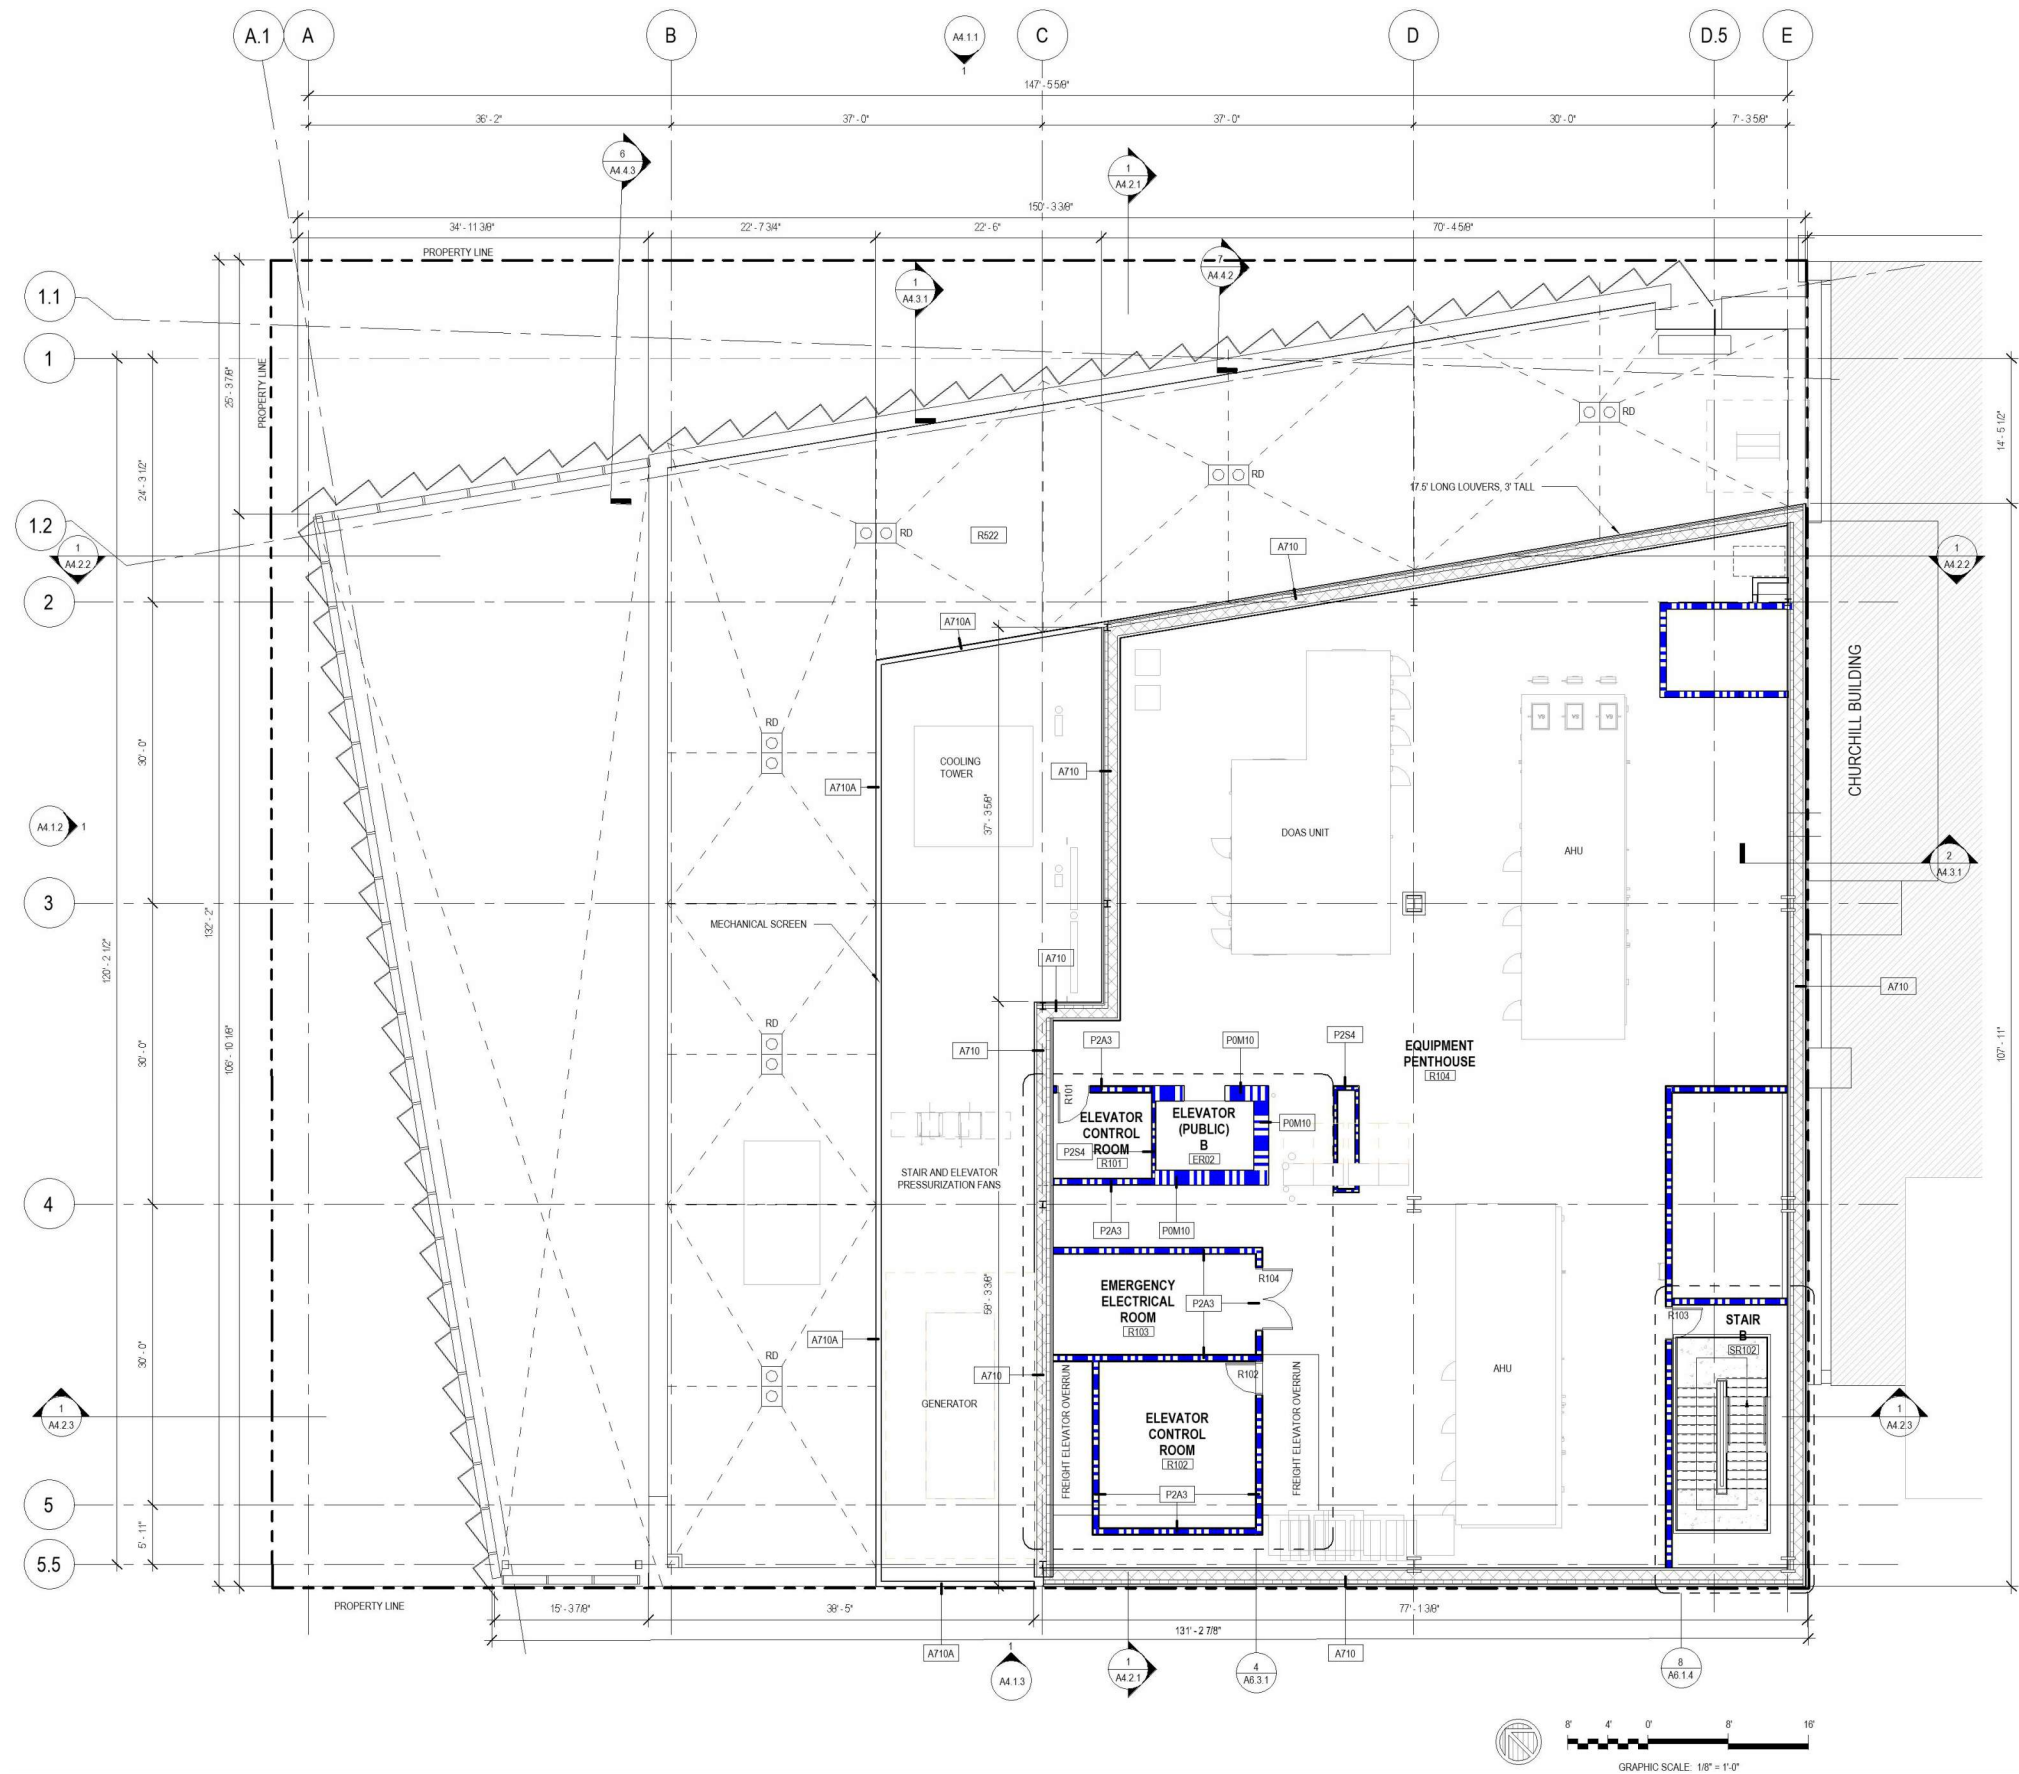 A.1
A
B
A4.1.1
1
C
D
D.5
E
147' - 5 5/8"
36' - 2"
37' - 0"
37' - 0"
30' - 0"
7' - 3 5/8"
6
A4.4.3
1
A4.2.1
150' - 3 3/8"
34' - 11 3/8"
22' - 7 3/4"
22' - 6"
70' - 4 5/8"
PROPERTY LINE
7
A4.4.2
1
A4.3.1
1.1
1
25' - 3 7/8"
PROPERTY LINE
14' - 5 1/2"
RD
RD
24' - 3 1/2"
17.5' LONG LOUVERS, 3' TALL
1.2
1
A4.2.2
RD
R522
A710
1
A4.2.2
2
A710A
CHURCHILL BUILDING
RD
VS
VS
VS
30' - 0"
COOLING
TOWER
A710
A710A
37' - 3 5/8"
A4.1.2
1
DOAS UNIT
AHU
2
A4.3.1
3
132' - 2"
MECHANICAL SCREEN
120' - 2 1/2"
A710
A710
RD
106' - 10 1/8"
30' - 0"
A710
P2A3
P0M10
P2S4
EQUIPMENT
PENTHOUSE
R104
107' - 11"
R101
ELEVATOR
CONTROL
ROOM
R101
P2S4
ELEVATOR
(PUBLIC)
B
ER02
P0M10
STAIR AND ELEVATOR
PRESSURIZATION FANS
4
P2A3
P0M10
EMERGENCY
ELECTRICAL
ROOM
R103
R104
P2A3
58' - 3 3/8"
R103
STAIR
B
SR102
30' - 0"
A710A
RD
A710
R102
AHU
FREIGHT ELEVATOR OVERRUN
FREIGHT ELEVATOR OVERRUN
1
A4.2.3
GENERATOR
ELEVATOR
CONTROL
ROOM
R102
P2A3
1
A4.2.3
5
5' - 11"
5.5
PROPERTY LINE
15' - 3 7/8"
38' - 5"
77' - 1 3/8"
131' - 2 7/8"
A710A
1
A4.1.3
1
A4.2.1
4
A6.3.1
A710
8
A6.1.4
8'
4'
0'
8'
16'
GRAPHIC SCALE: 1/8" = 1'-0"